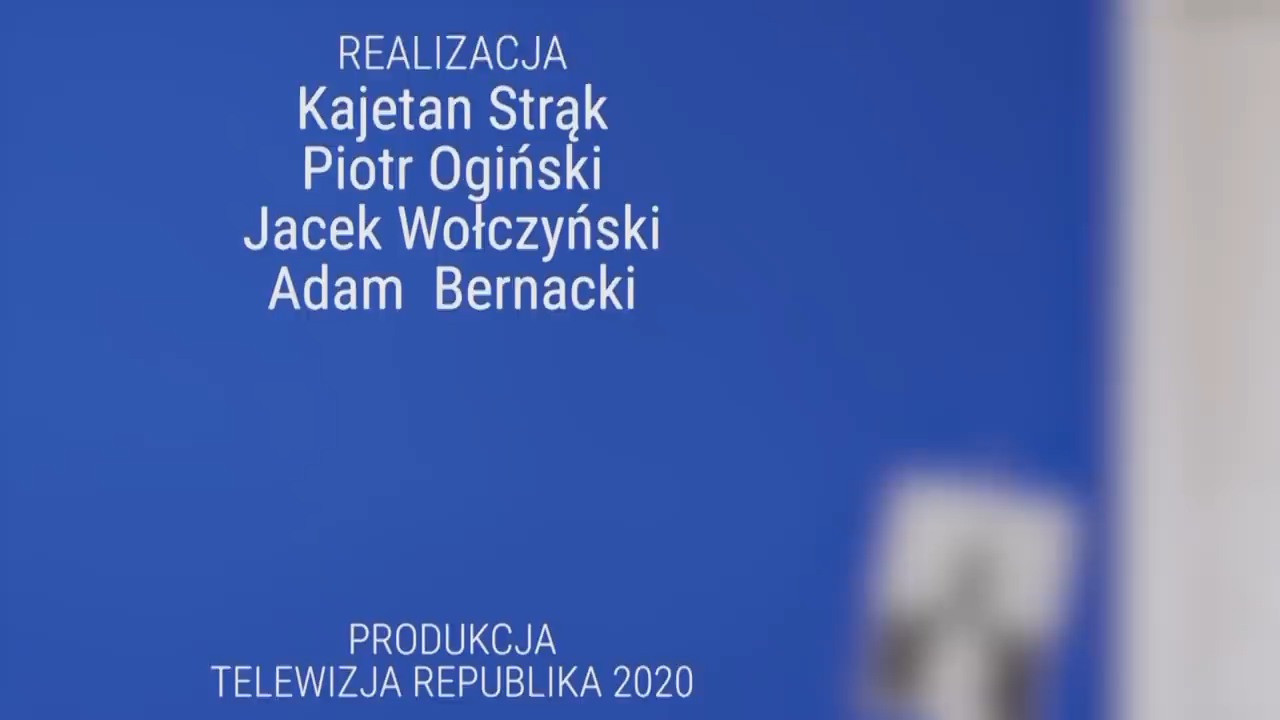 REALIZACJA
Kajetan Strąk
Piotr Ogiński
Jacek Wołczyński
Adam  Bernacki
PRODUKCJA
TELEWIZJA REPUBLIKA 2020